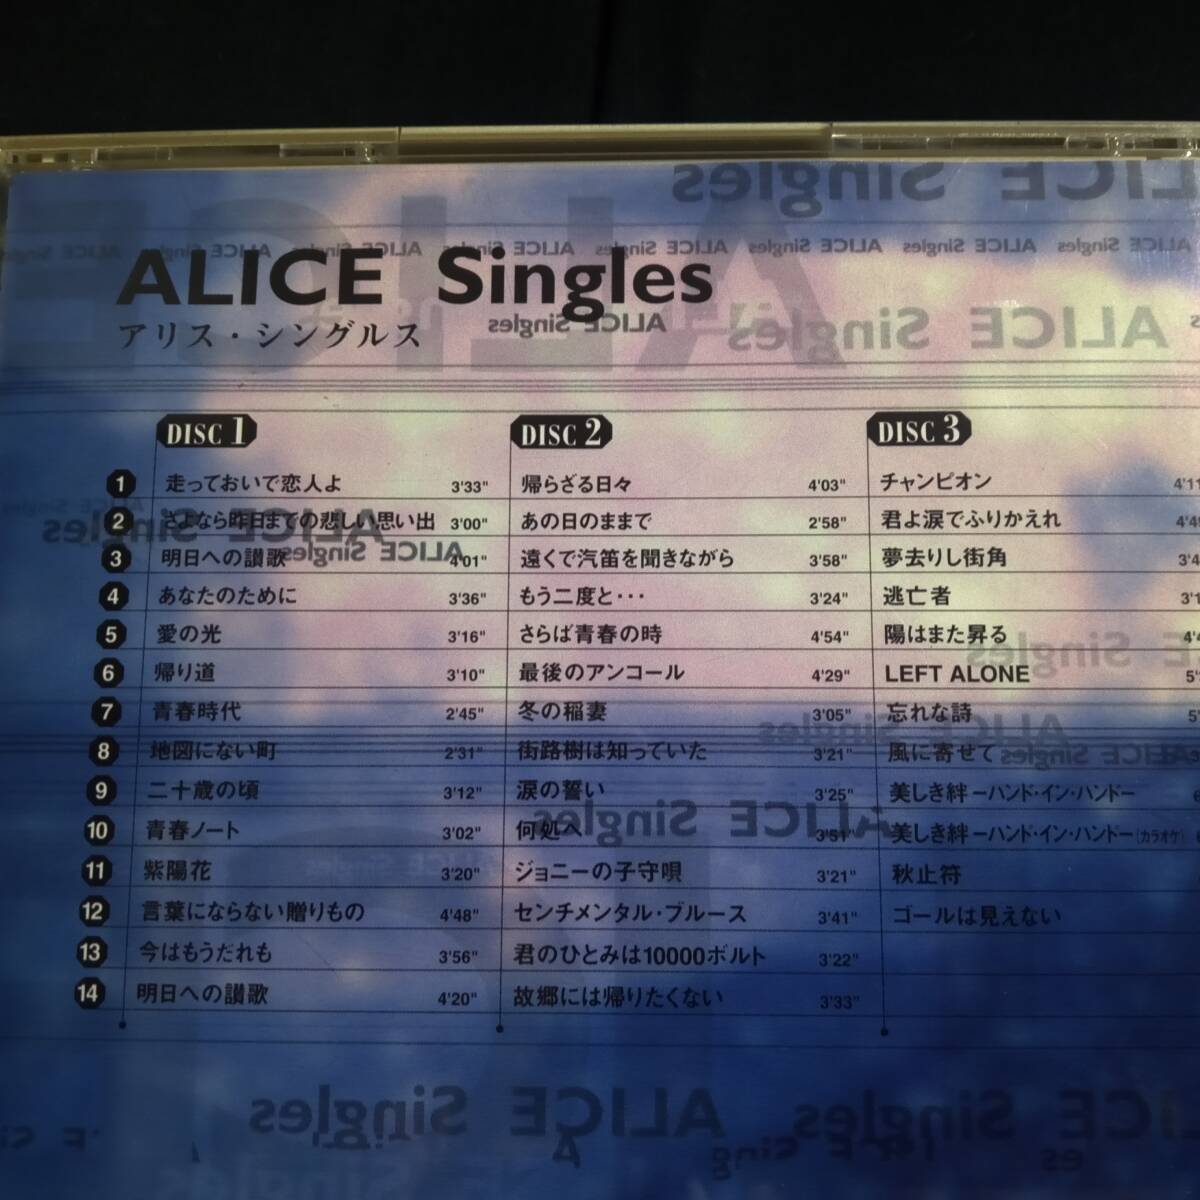 ALICE Singles
アリス・シングルス
DISC 1
1 走っておいで恋人よ 3'33"
2 さよなら昨日までの悲しい思い出 3'00"
3 明日への讃歌 4'01"
4 あなたのために 3'36"
5 愛の光 3'16"
6 帰り道 3'10"
7 青春時代 2'45"
8 地図にない町 2'31"
9 二十歳の頃 3'12"
10 青春ノート 3'02"
11 紫陽花 3'20"
12 言葉にならない贈りもの 4'48"
13 今はもうだれも 3'56"
14 明日への讃歌 4'20"
DISC 2
帰らざる日々 4'03"
あの日のままで 2'58"
遠くで汽笛を聞きながら 3'58"
もう二度と・・・ 3'24"
さらば青春の時 4'54"
最後のアンコール 4'29"
冬の稲妻 3'05"
街路樹は知っていた 3'21"
涙の誓い 3'25"
何処へ 3'51"
ジョニーの子守唄 3'21"
センチメンタル・ブルース 3'41"
君のひとみは10000ボルト 3'22"
故郷には帰りたくない 3'33"
DISC 3
チャンピオン 4'11
君よ涙でふりかえれ
夢去りし街角
逃亡者
陽はまた昇る
LEFT ALONE
忘れな詩
風に寄せて
美しき絆 ーハンド・イン・ハンドー
美しき絆 ーハンド・イン・ハンドー(カラオケ)
秋止符
ゴールは見えない